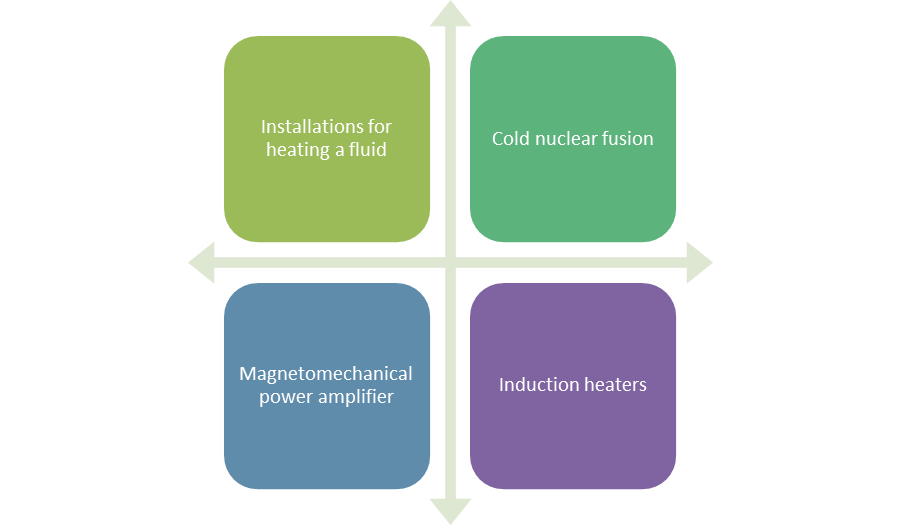 Installations for
heating a fluid
Cold nuclear fusion
Magnetomechanical
power amplifier
Induction heaters